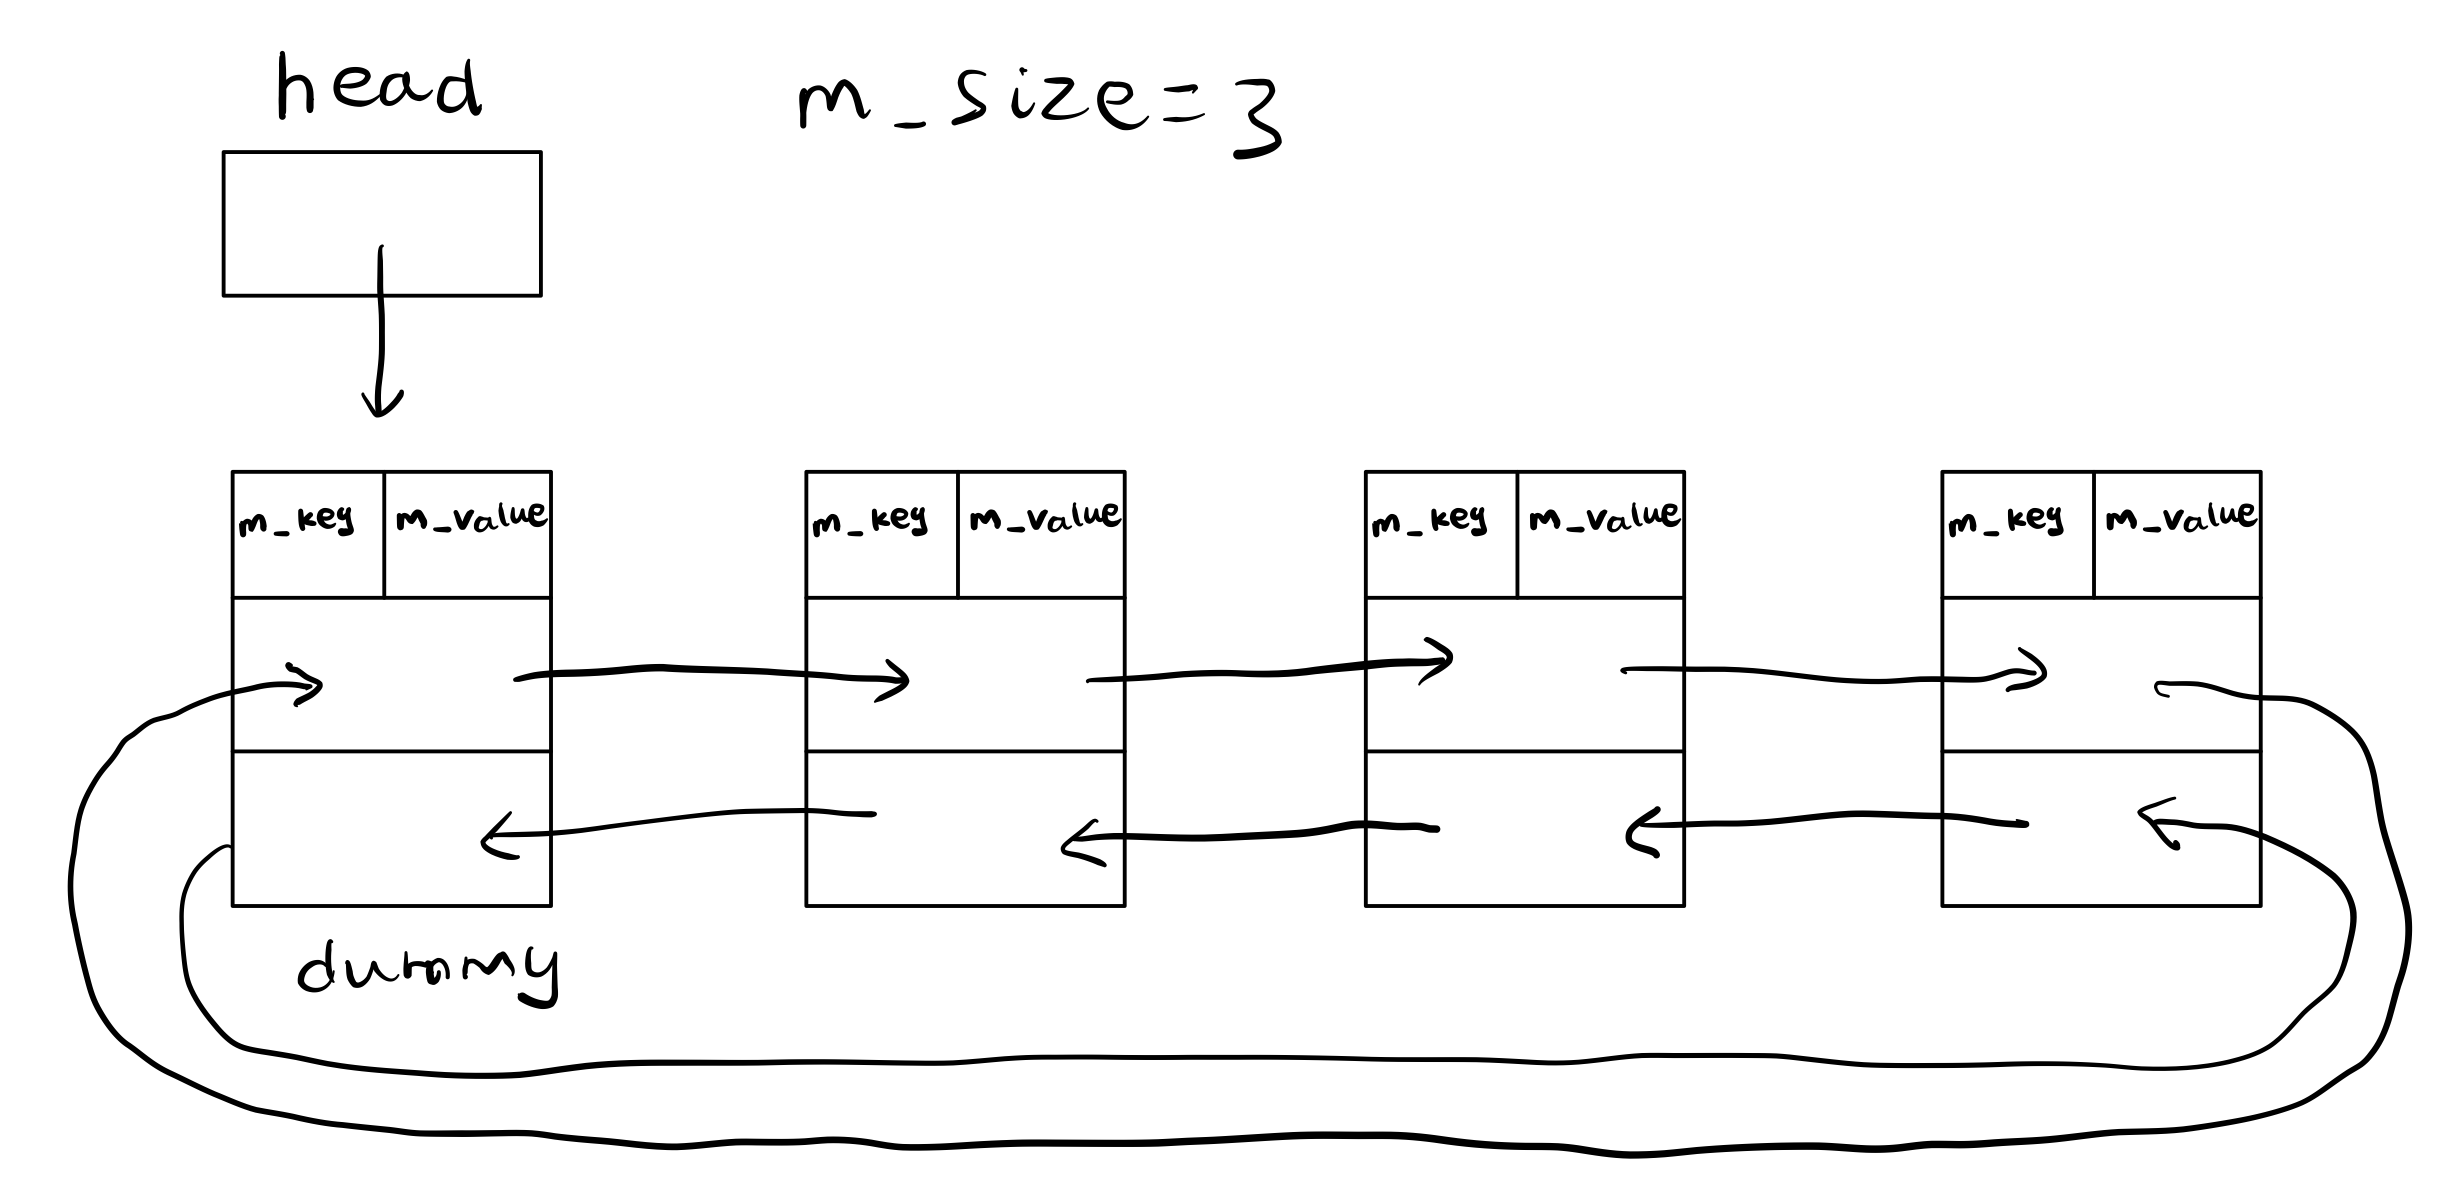 head
m_size=3
m_key m_value m_key m_value m_key m_value m_key m_value
dummy